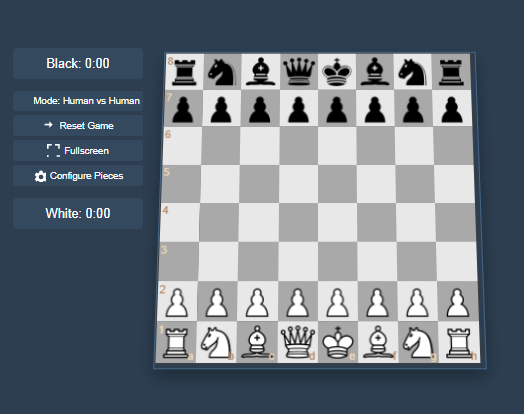 Black: 0:00
Mode: Human vs Human
Reset Game
Fullscreen
Configure Pieces
White: 0:00
8
7
6
5
4
3
2
1
a b c d e f g h